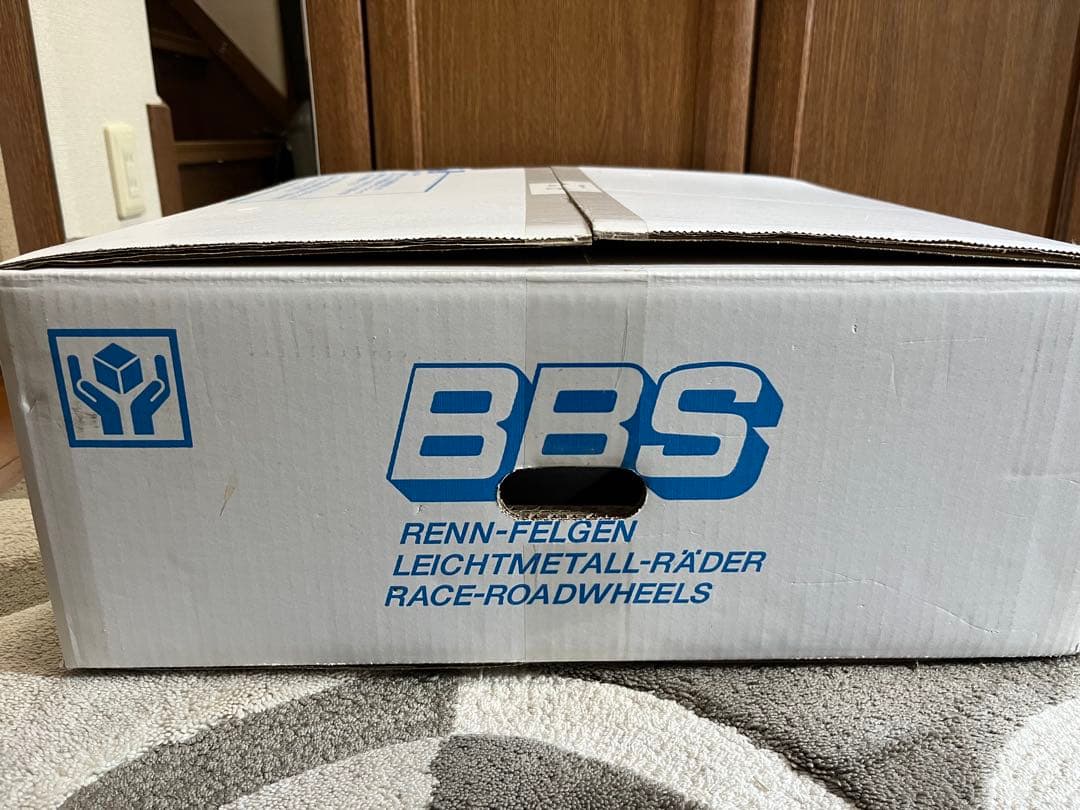 BBS
RENN-FELGEN
LEICHTMETALL-RÄDER
RACE-ROADWHEELS